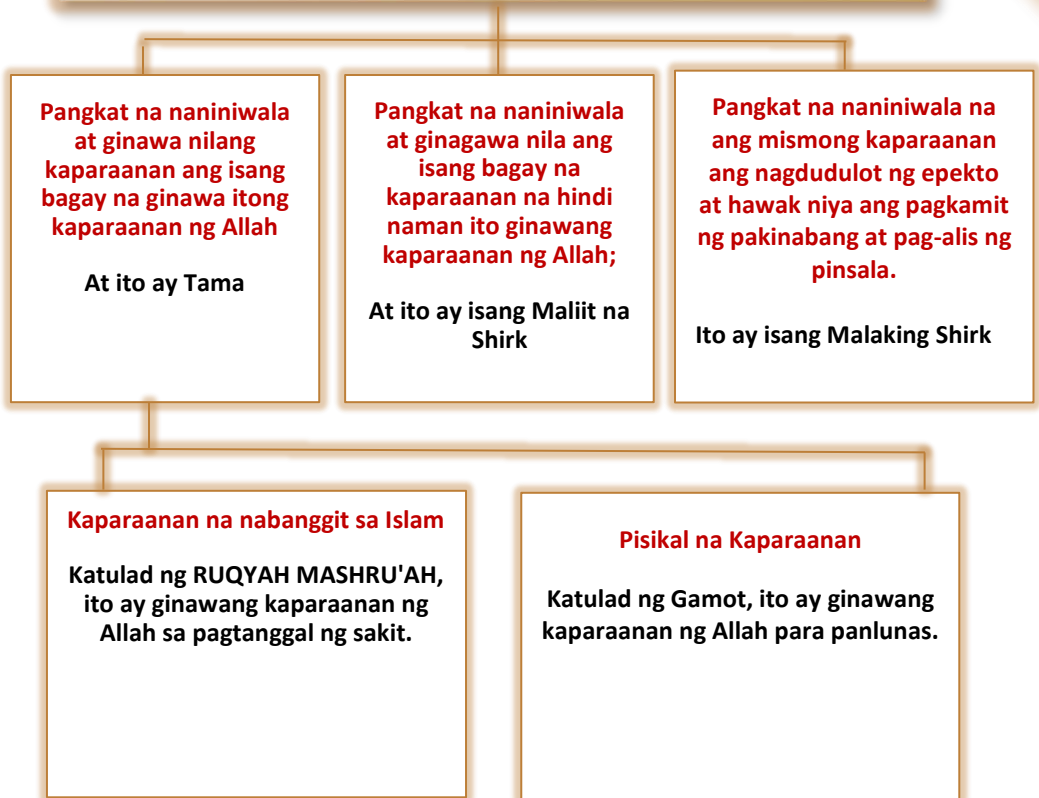 Pangkat na naniniwala
at ginawa nilang
kaparaanan ang isang
bagay na ginawa itong
kaparaanan ng Allah
At ito ay Tama
Pangkat na naniniwala
at ginagawa nila ang
isang bagay na
kaparaanan na hindi
naman ito ginawang
kaparaanan ng Allah;
At ito ay isang Maliit na
Shirk
Pangkat na naniniwala na
ang mismong kaparaanan
ang nagdudulot ng epekto
at hawak niya ang pagkamit
ng pakinabang at pag-alis ng
pinsala.
Ito ay isang Malaking Shirk
Kaparaanan na nabanggit sa Islam
Katulad ng RUQYAH MASHRU'AH,
ito ay ginawang kaparaanan ng
Allah sa pagtanggal ng sakit.
Pisikal na Kaparaanan
Katulad ng Gamot, ito ay ginawang
kaparaanan ng Allah para panlunas.